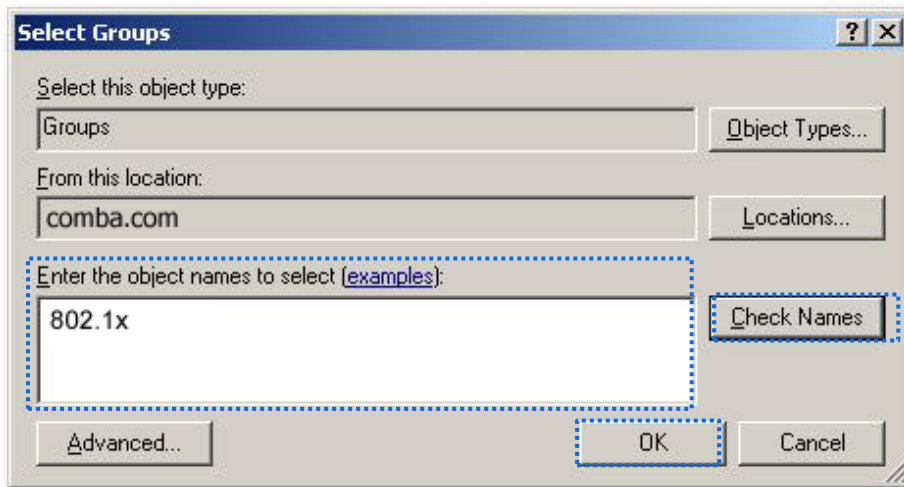 Select Groups
Select this object type:
Groups
Object Types...
From this location:
comba.com
Locations...
Enter the object names to select (examples):
802.1x
Check Names
Advanced...
OK
Cancel